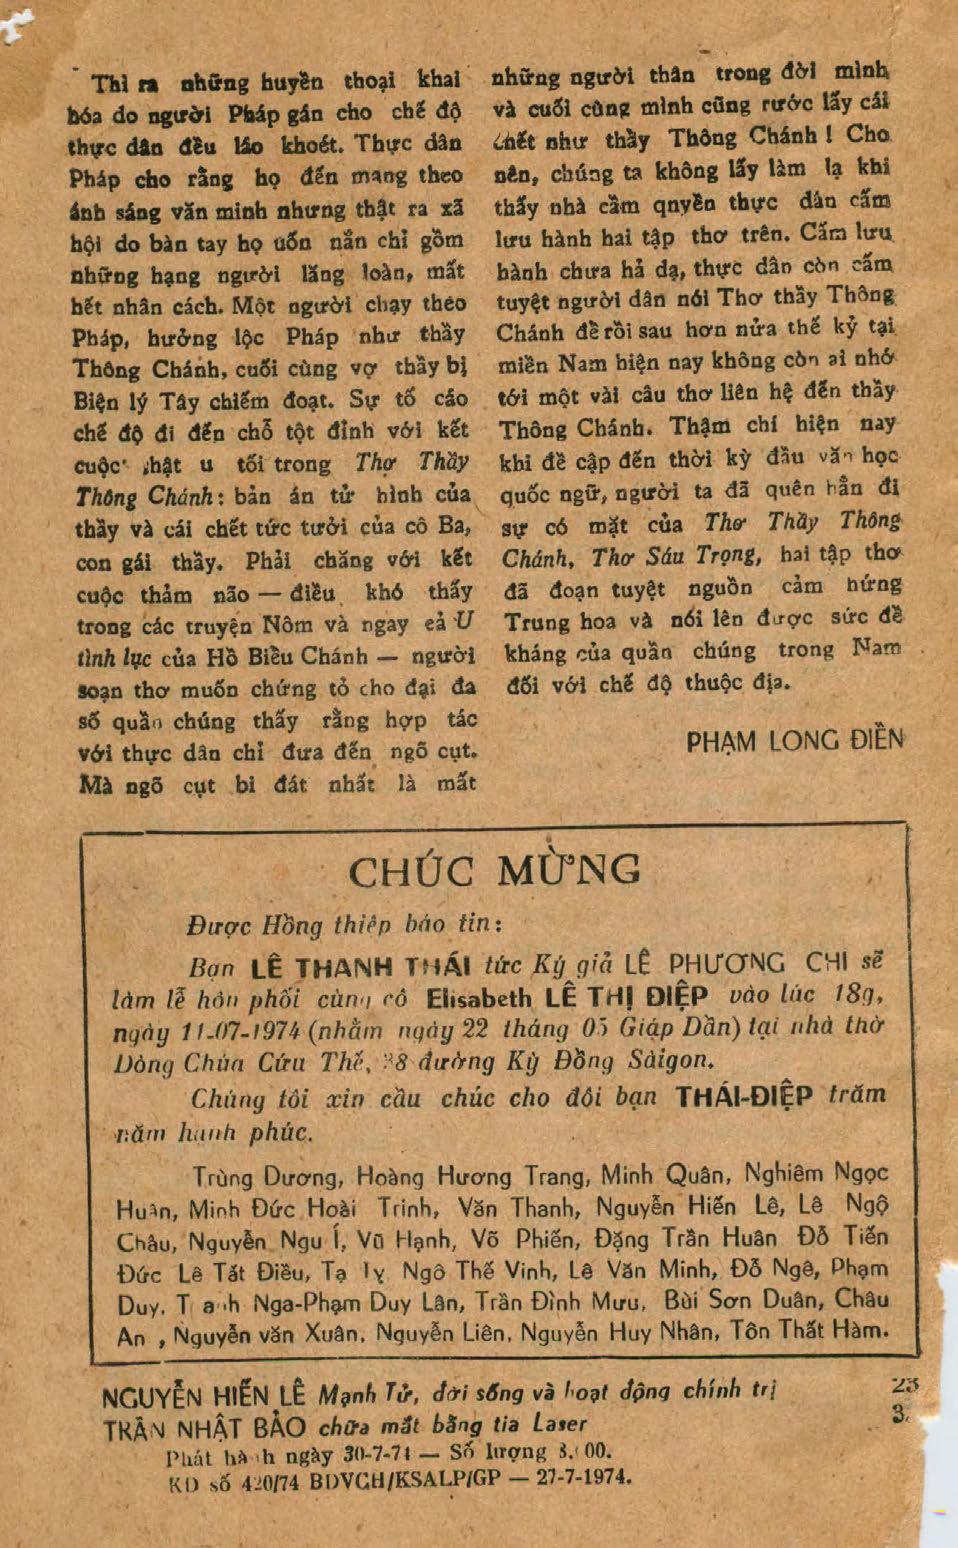 Thì ra những huyền thoại khai
hóa do người Pháp gán cho chế độ
thực dân đều láo khoét. Thực dân
Pháp cho rằng họ đến mang theo
ánh sáng văn minh nhưng thật ra xã
hội do bàn tay họ uốn nắn chỉ gồm
những hạng người lăng loàn, mất
hết nhân cách. Một người chạy theo
Pháp, hưởng lộc Pháp như thầy
Thông Chánh, cuối cùng vợ thầy bị
Biện lý Tây chiếm đoạt. Sự tố cáo
chế độ đi đến chỗ tột đỉnh với kết
cuộc thật u tối trong Thơ Thầy
Thông Chánh: bản án tử hình của
thầy và cái chết tức tưởi của cô Ba,
con gái thầy. Phải chăng với kết
cuộc thảm não — điều khó thấy
trong các truyện Nôm và ngay cả U
tình lục của Hồ Biểu Chánh — người
soạn thơ muốn chứng tỏ cho đại đa
số quần chúng thấy rằng hợp tác
với thực dân chỉ đưa đến ngõ cụt.
Mà ngõ cụt bi đát nhất là mất
những người thân trong đời mình
và cuối cùng mình cũng rước lấy cái
chết như thầy Thông Chánh ! Cho
nên, chúng ta không lấy làm lạ khi
thấy nhà cầm qnyền thực dân cấm
lưu hành hai tập thơ trên. Cấm lưu
hành chưa hả dạ, thực dân còn cấm
tuyệt người dân nói Thơ thầy Thông
Chánh để rồi sau hơn nửa thế kỷ tại
miền Nam hiện nay không còn ai nhớ
tới một vài câu thơ liên hệ đến thầy
Thông Chánh. Thậm chí hiện nay
khi đề cập đến thời kỳ đầu văn học
quốc ngữ, người ta đã quên hẳn đi
sự có mặt của Thơ Thầy Thông
Chánh, Thơ Sáu Trọng, hai tập thơ
đã đoạn tuyệt nguồn cảm hứng
Trung hoa và nói lên được sức đề
kháng của quần chúng trong Nam
đối với chế độ thuộc địa.
PHẠM LONG ĐIỀN
CHÚC MỪNG
Được Hồng thiệp báo tin:
Bạn LÊ THANH THÁI tức Ký giả LÊ PHƯƠNG CHI sẽ
làm lễ hôn phối cùng cô Elisabeth LÊ THỊ ĐIỆP vào lúc 18g,
ngày 11-07-1974 (nhằm ngày 22 tháng 05 Giáp Dần) tại nhà thờ
Dòng Chúa Cứu Thế, 38 đường Kỳ Đồng Sàigon.
Chúng tôi xin cầu chúc cho đôi bạn THÁI-ĐIỆP trăm
năm hạnh phúc.
Trùng Dương, Hoàng Hương Trang, Minh Quân, Nghiêm Ngọc
Huân, Minh Đức Hoài Trinh, Văn Thanh, Nguyễn Hiến Lê, Lê Ngộ
Châu, Nguyễn Ngu Í, Vũ Hạnh, Võ Phiến, Đặng Trần Huân Đỗ Tiến
Đức Lê Tất Điều, Tạ Tỵ Ngô Thế Vinh, Lê Văn Minh, Đỗ Ngê, Phạm
Duy, Thanh Nga-Phạm Duy Lân, Trần Đình Mưu, Bùi Sơn Duân, Châu
An , Nguyễn văn Xuân, Nguyễn Liên, Nguyễn Huy Nhân, Tôn Thất Hàm.
NGUYỄN HIẾN LÊ Mạnh Tử, đời sống và hoạt động chính trị 23
TRẦN NHẬT BẢO chữa mắt bằng tia Laser
Phát hành ngày 30-7-74 — Số lượng
KD số 420/74 BDVGH/KSALP/GP — 27-7-1974.